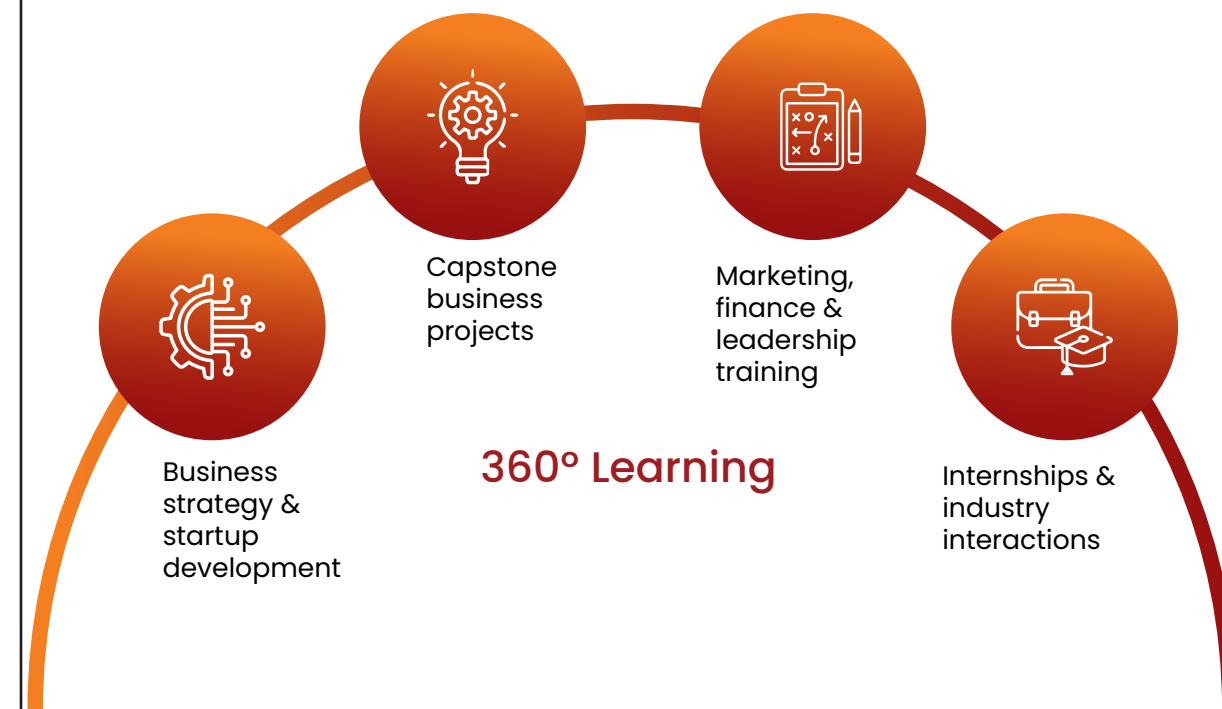 Business
strategy &
startup
development
Capstone
business
projects
Marketing,
finance &
leadership
training
Internships &
industry
interactions
360° Learning